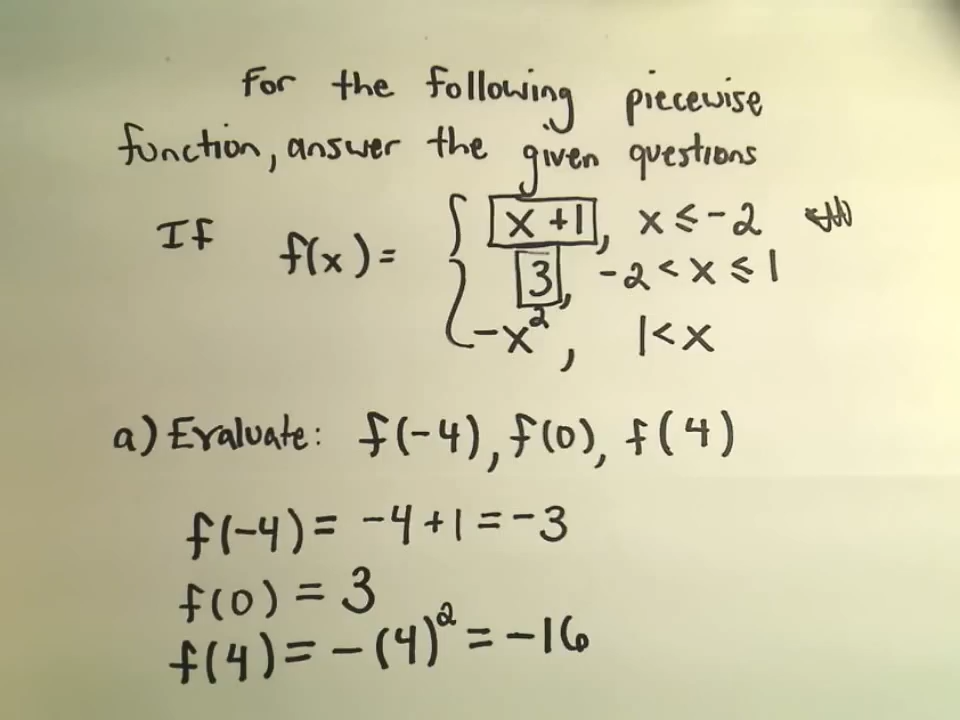 For the following piecewise
function, answer the given questions
If f(x) = { x + 1, x ≤ -2
3, -2 < x ≤ 1
-x², 1 < x
a) Evaluate: f(-4), f(0), f(4)
f(-4) = -4 + 1 = -3
f(0) = 3
f(4) = -(4)² = -16